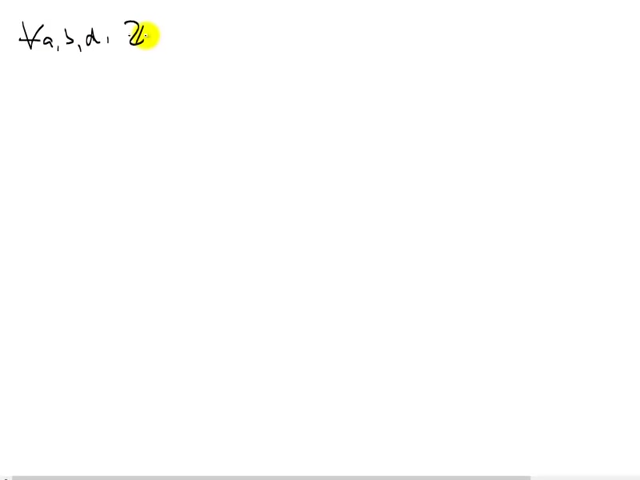 ∀a, b, d, ℤ